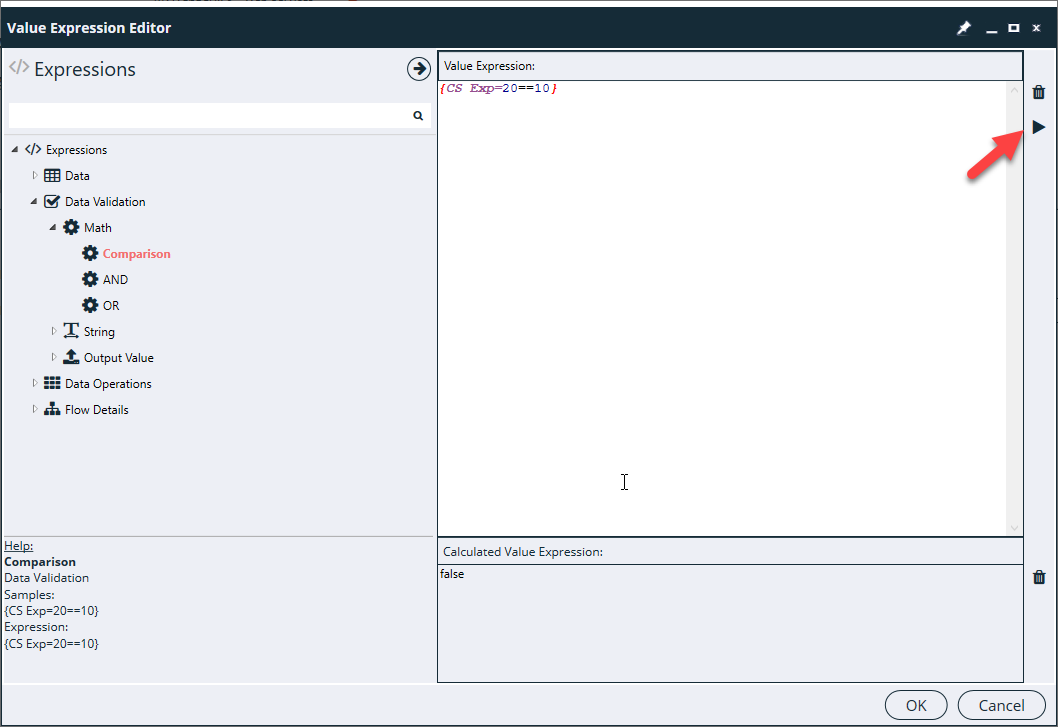 Value Expression Editor
</> Expressions
Expressions
Data
Data Validation
Math
Comparison
AND
OR
String
Output Value
Data Operations
Flow Details
Help:
Comparison
Data Validation
Samples:
{CS Exp=20==10}
Expression:
{CS Exp=20==10}
Value Expression:
{CS Exp=20==10}
Calculated Value Expression:
false
OK
Cancel